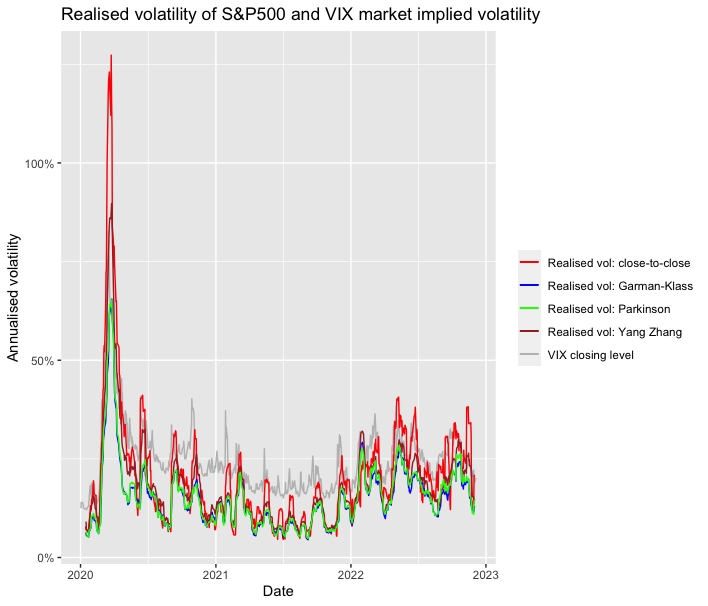 Realised volatility of S&P500 and VIX market implied volatility
Annualised volatility
100%
50%
0%
2020
2021
2022
2023
Date
Realised vol: close-to-close
Realised vol: Garman-Klass
Realised vol: Parkinson
Realised vol: Yang Zhang
VIX closing level